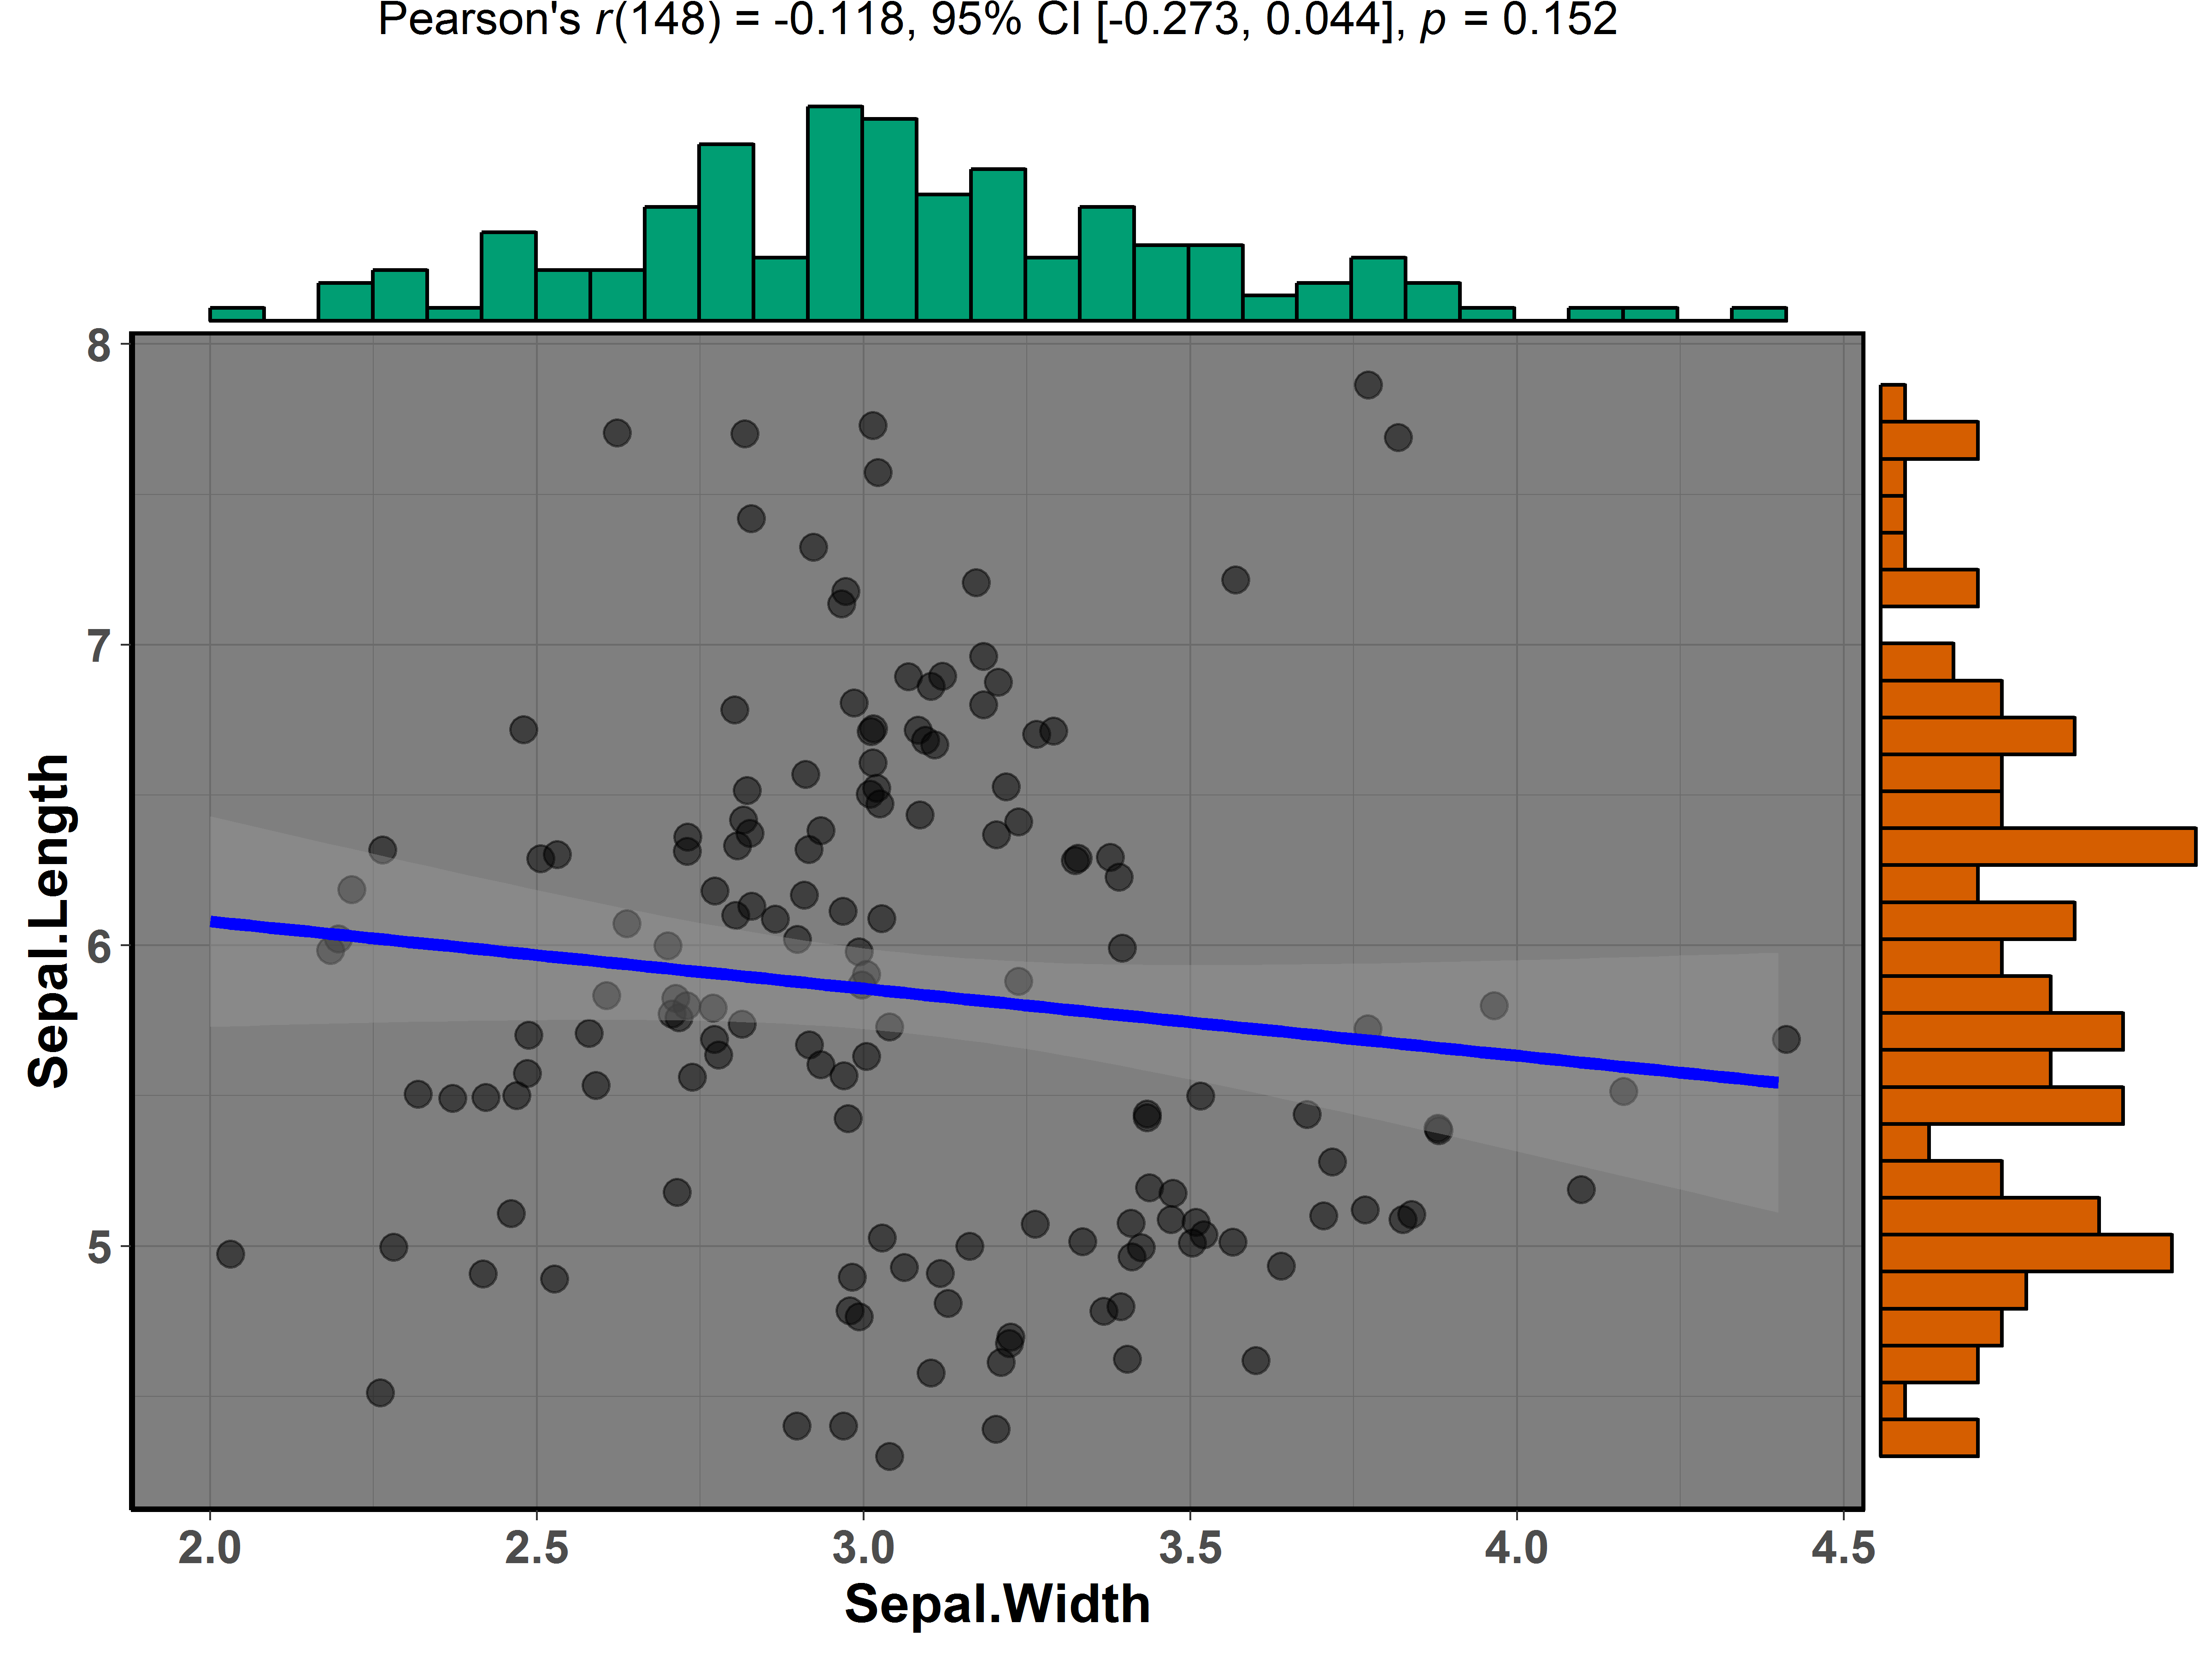 Pearson's r(148) = -0.118, 95% CI [-0.273, 0.044], p = 0.152
8
7
6
5
Sepal.Length
2.0 2.5 3.0 3.5 4.0 4.5
Sepal.Width